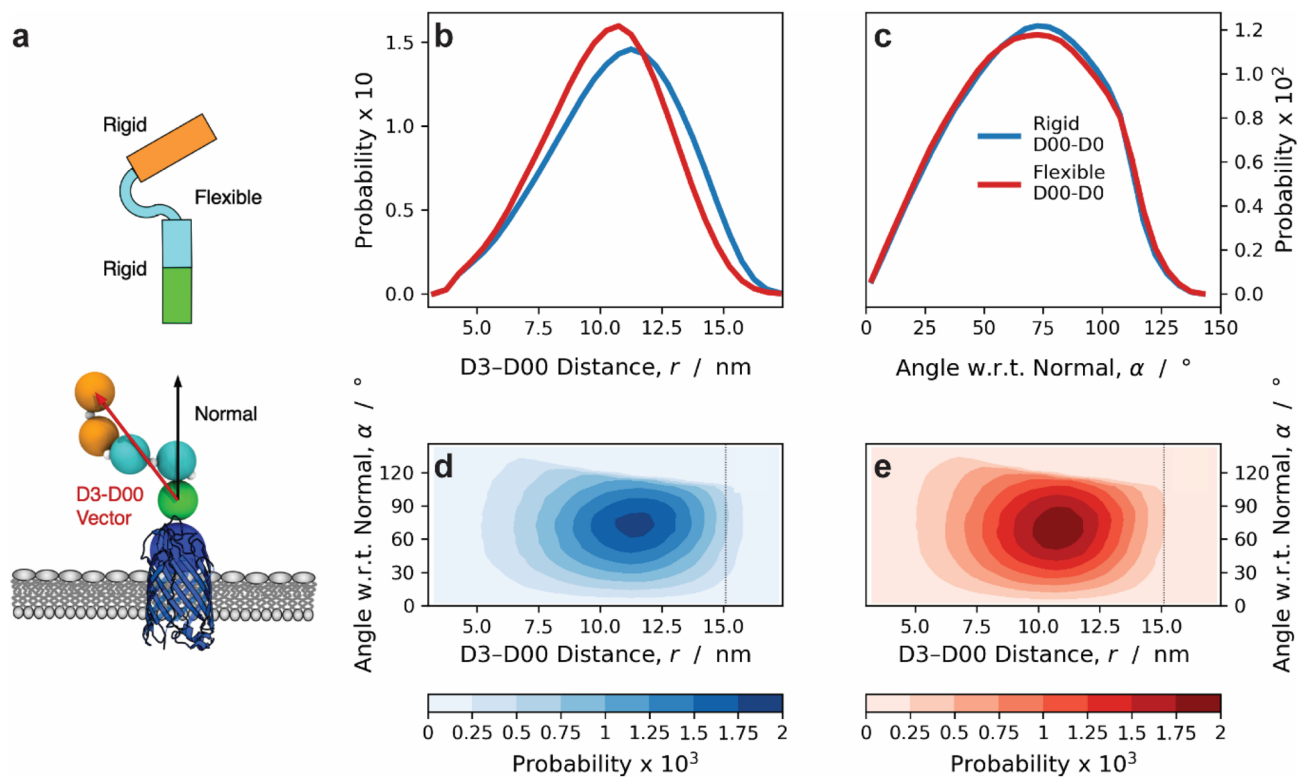 a
Rigid
Flexible
Rigid
Normal
D3-D00
Vector
b
Probability x 10
1.5
1.0
0.5
0.0
5.0 7.5 10.0 12.5 15.0
D3–D00 Distance, r / nm
c
Rigid
D00-D0
Flexible
D00-D0
1.2
1.0
0.8
0.6
0.4
0.2
0.0
Probability x 10²
0 25 50 75 100 125 150
Angle w.r.t. Normal, α / °
d
Angle w.r.t. Normal, α / °
120
90
60
30
0
5.0 7.5 10.0 12.5 15.0
D3–D00 Distance, r / nm
0 0.25 0.5 0.75 1 1.25 1.5 1.75 2
Probability x 10³
e
120
90
60
30
0
Angle w.r.t. Normal, α / °
5.0 7.5 10.0 12.5 15.0
D3–D00 Distance, r / nm
0 0.25 0.5 0.75 1 1.25 1.5 1.75 2
Probability x 10³